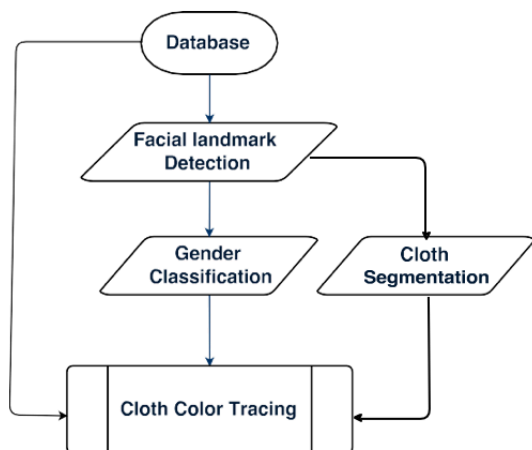 Database
Facial landmark
Detection
Gender
Classification
Cloth
Segmentation
Cloth Color Tracing